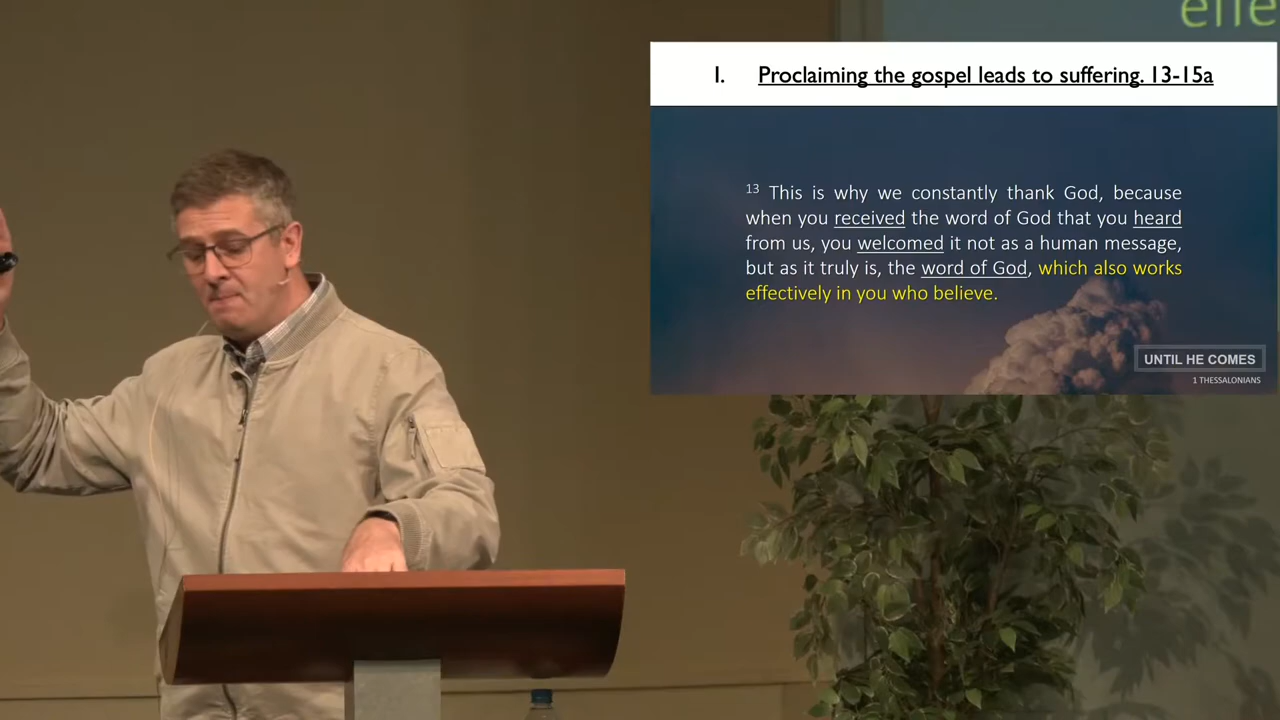 effe
I. Proclaiming the gospel leads to suffering. 13-15a
13 This is why we constantly thank God, because
when you received the word of God that you heard
from us, you welcomed it not as a human message,
but as it truly is, the word of God, which also works
effectively in you who believe.
UNTIL HE COMES
1 THESSALONIANS